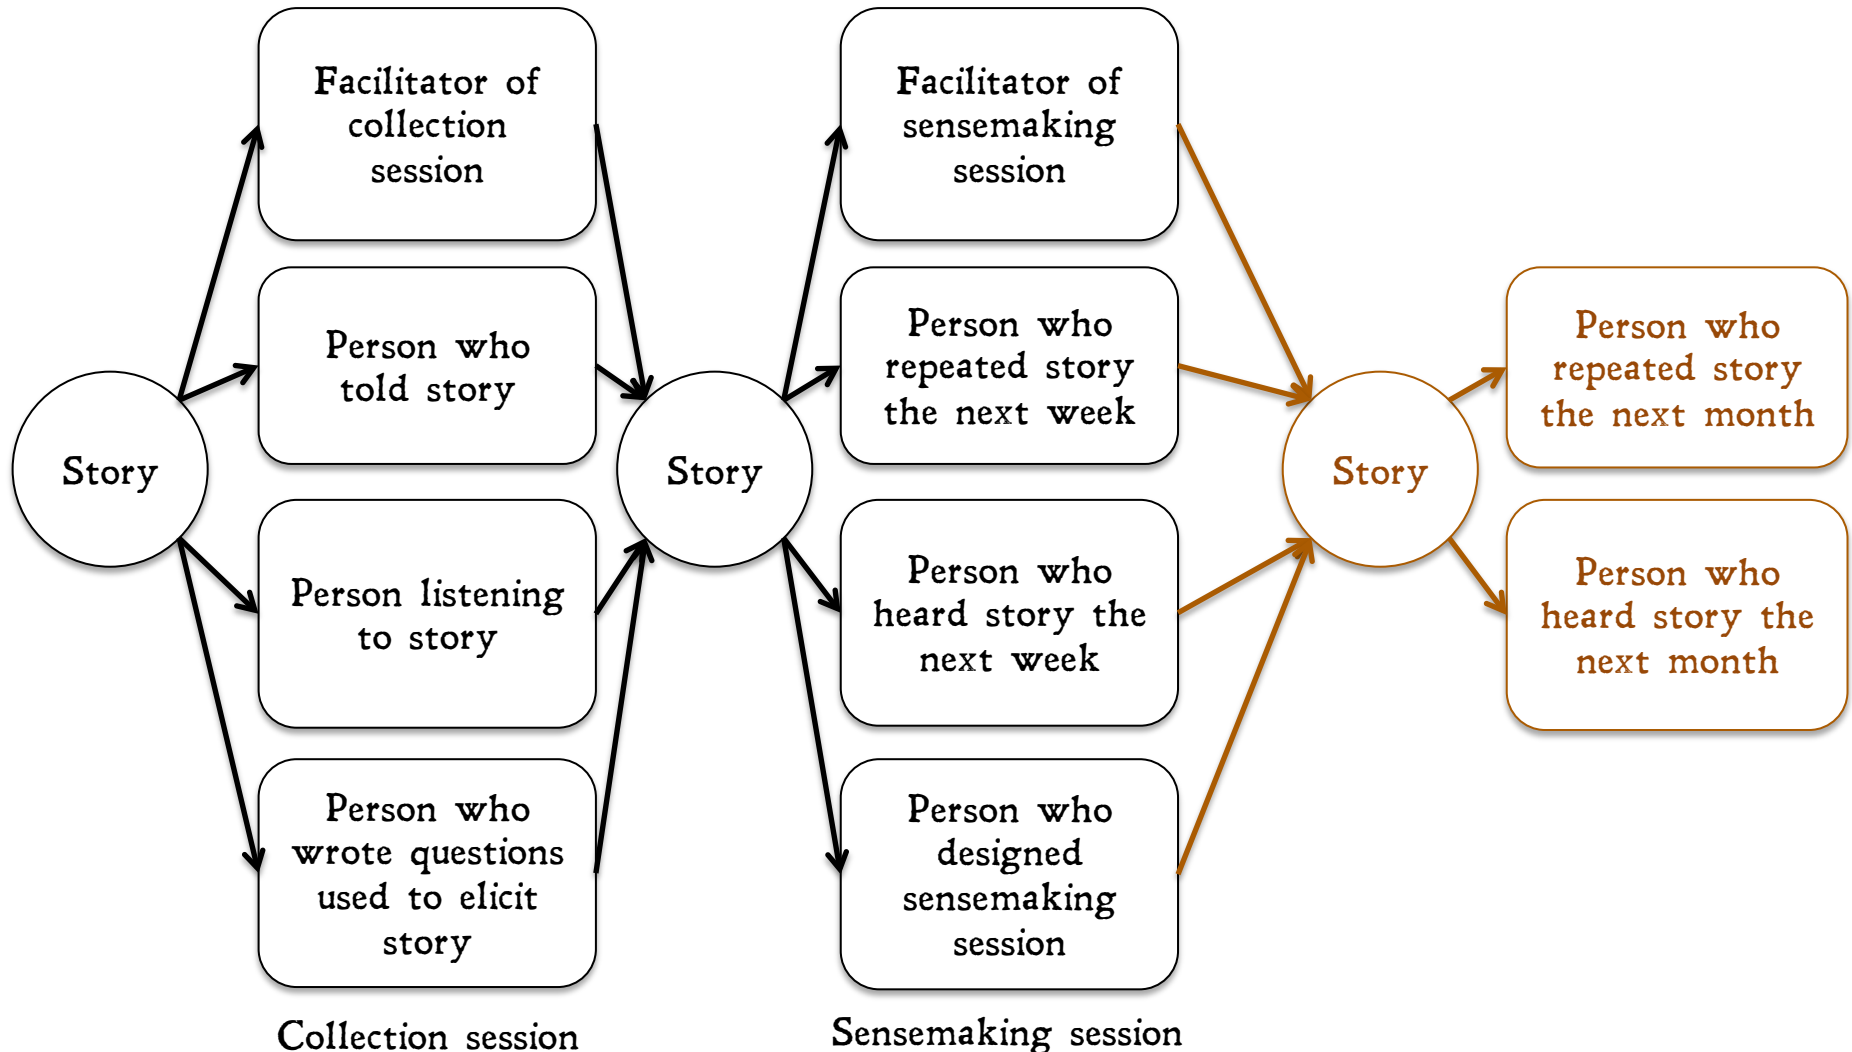 Story
Facilitator of
collection
session
Person who
told story
Person listening
to story
Person who
wrote questions
used to elicit
story
Collection session
Story
Facilitator of
sensemaking
session
Person who
repeated story
the next week
Person who
heard story the
next week
Person who
designed
sensemaking
session
Sensemaking session
Story
Person who
repeated story
the next month
Person who
heard story the
next month